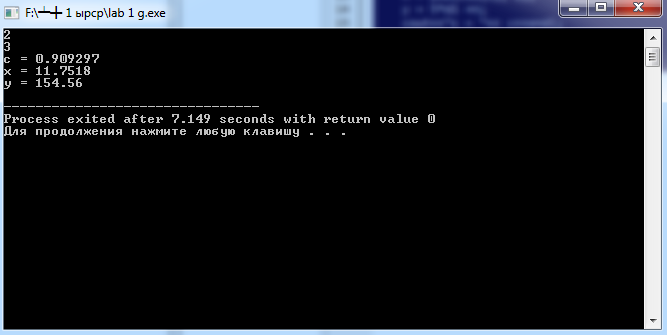 F:\─┼ 1 ырср\lab 1 g.exe
2
3
c = 0.909297
x = 11.7518
y = 154.56
--------------------------------
Process exited after 7.149 seconds with return value 0
Для продолжения нажмите любую клавишу . . .